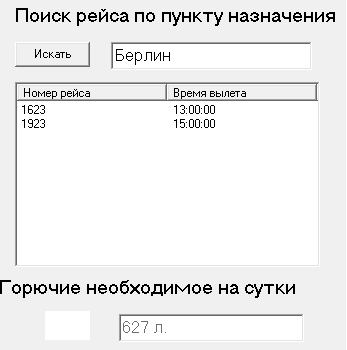 Поиск рейса по пункту назначения
Искать
Берлин
Номер рейса Время вылета
1623 13:00:00
1923 15:00:00
Горючие необходимое на сутки
627 л.